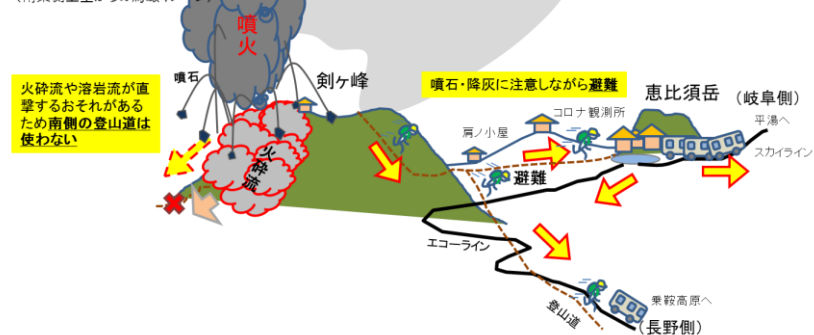 噴火
噴石
剣ヶ峰
火砕流や溶岩流が直
撃するおそれがある
ため南側の登山道は
使わない
噴石・降灰に注意しながら避難
恵比須岳
(岐阜側)
コロナ観測所
平湯へ
肩ノ小屋
スカイライン
火砕流
避難
エコーライン
登山道
乗鞍高原へ
(長野側)